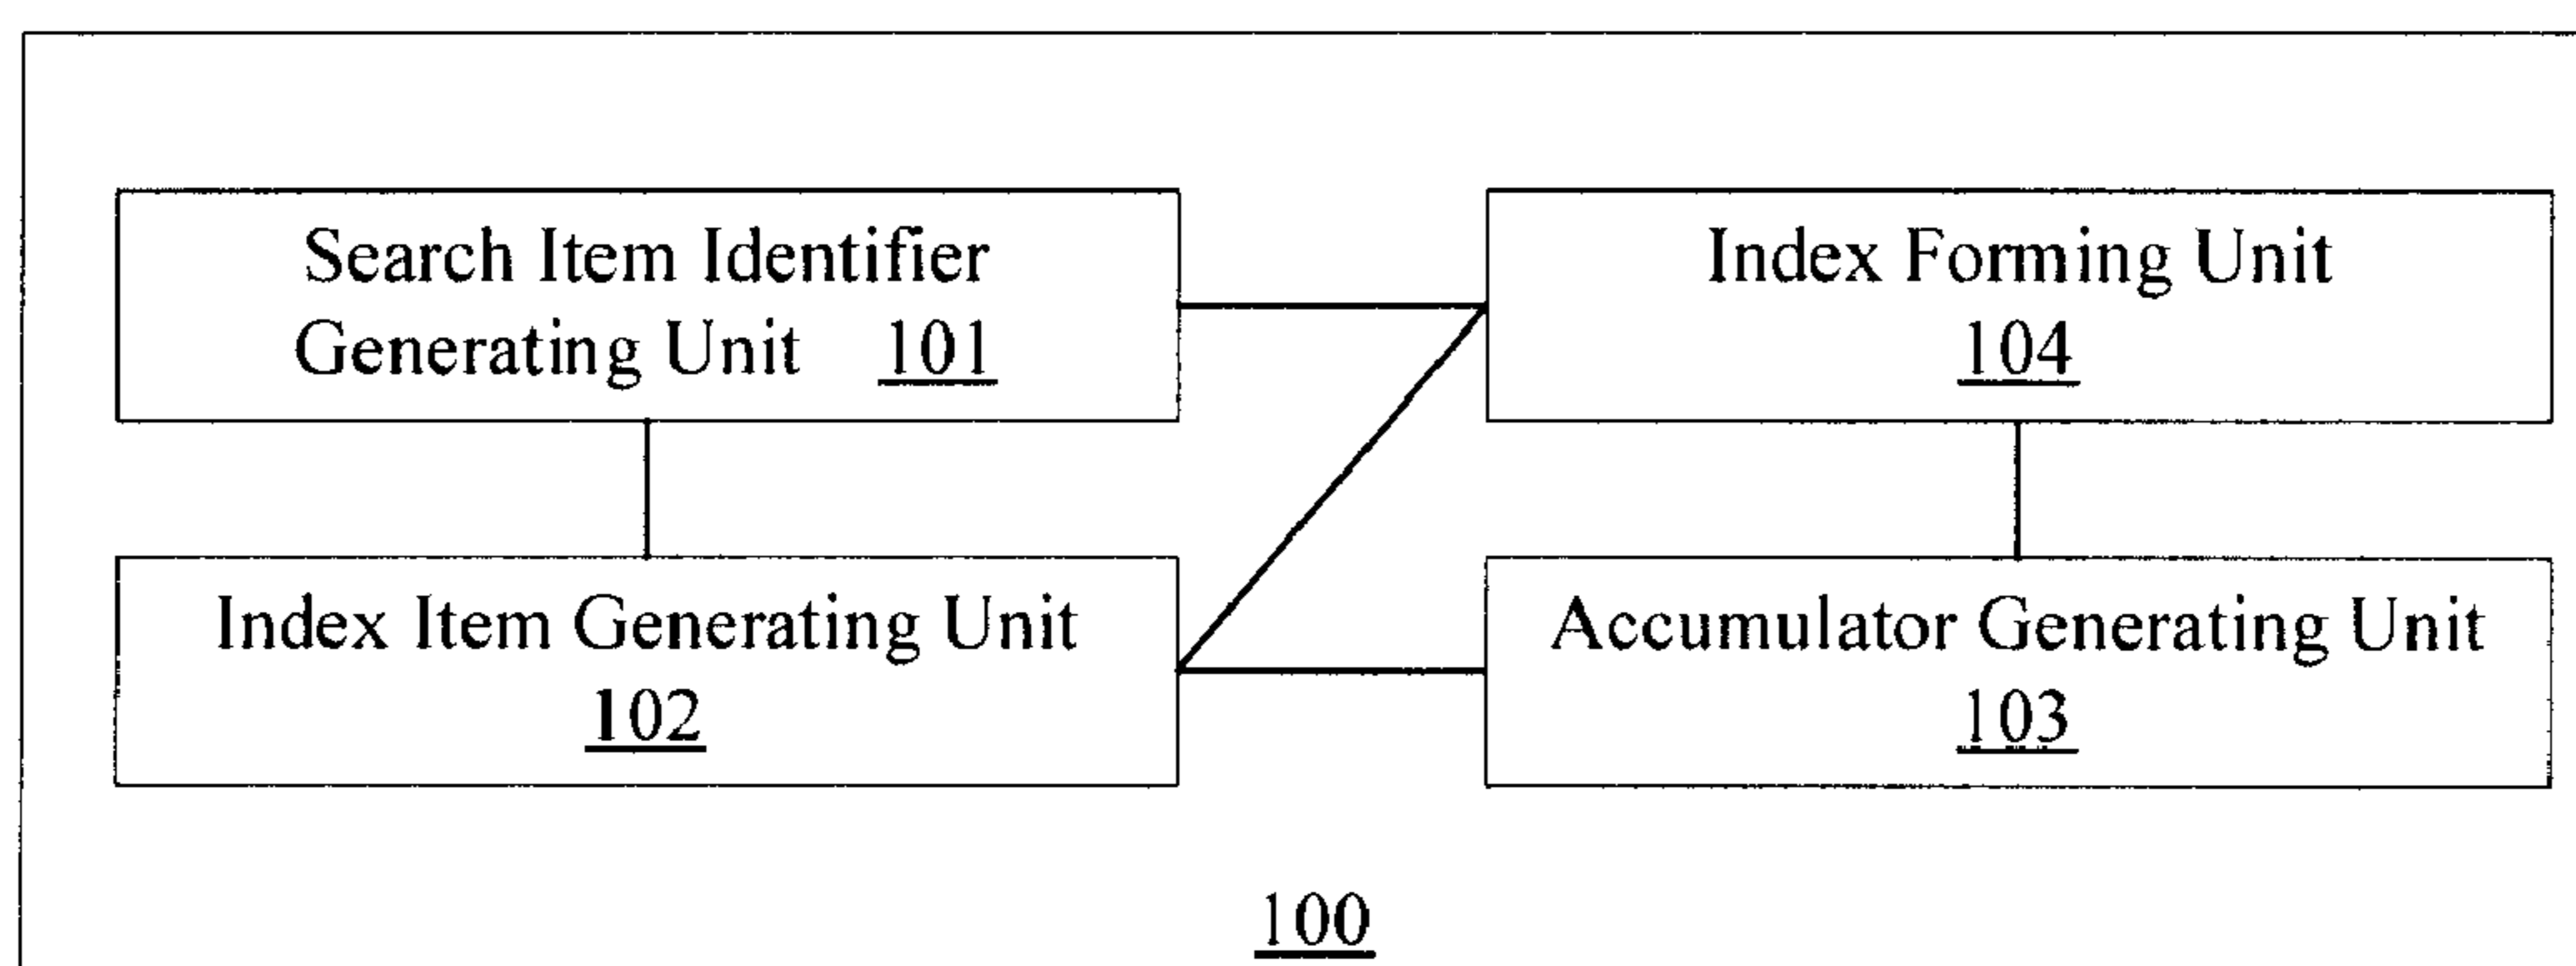 Search Item Identifier
Generating Unit 101
Index Forming Unit
104
Index Item Generating Unit
102
Accumulator Generating Unit
103
100